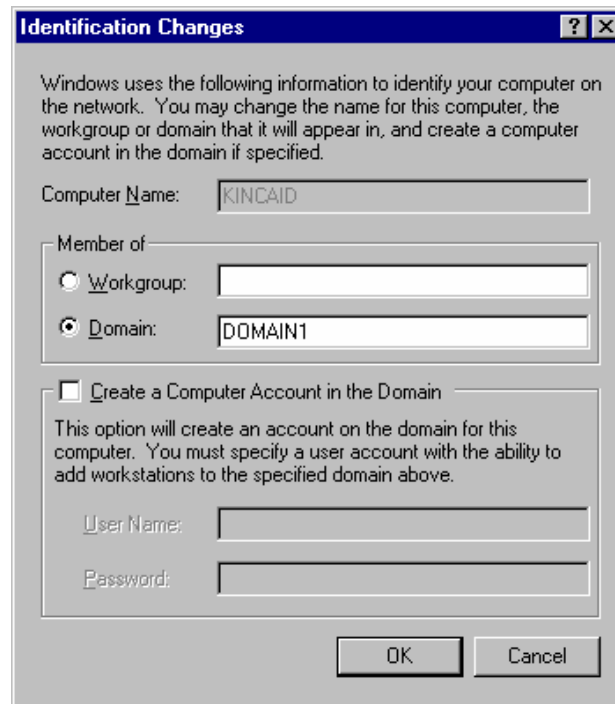 Identification Changes
Windows uses the following information to identify your computer on
the network. You may change the name for this computer, the
workgroup or domain that it will appear in, and create a computer
account in the domain if specified.
Computer Name: KINCAID
Member of
Workgroup:
Domain: DOMAIN1
Create a Computer Account in the Domain
This option will create an account on the domain for this
computer. You must specify a user account with the ability to
add workstations to the specified domain above.
User Name:
Password:
OK Cancel